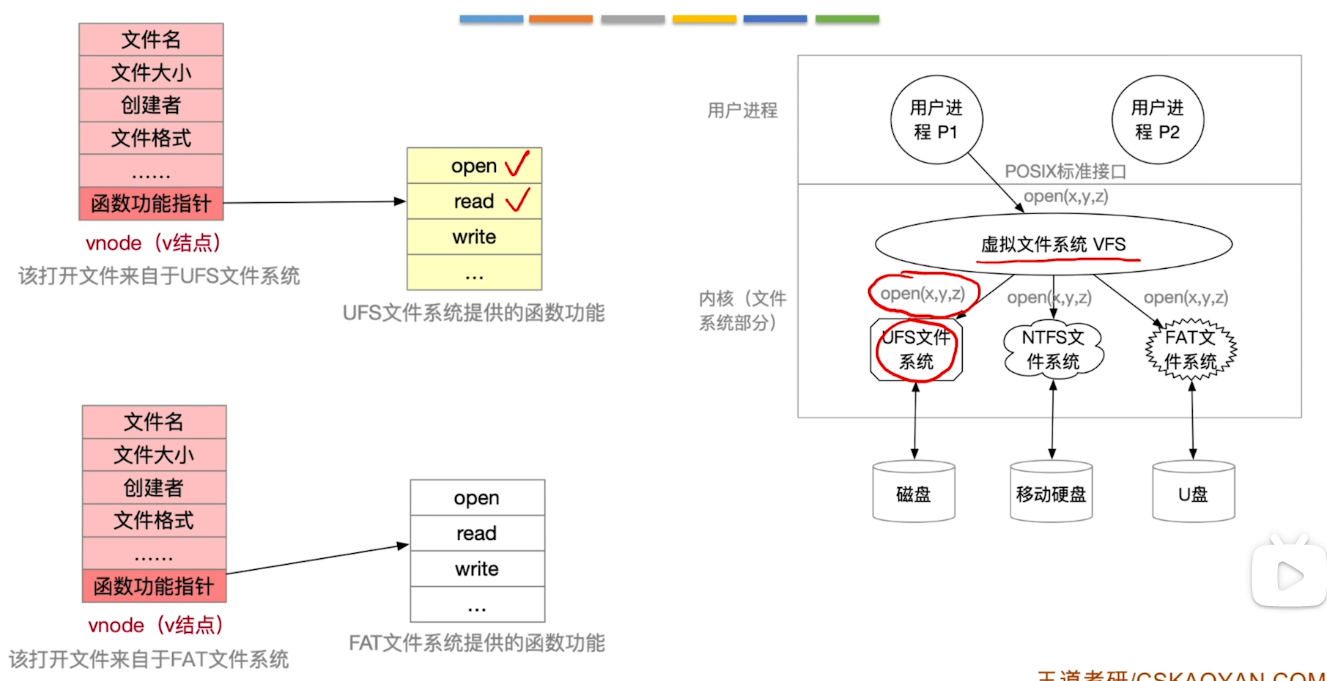 文件名
文件大小
创建者
文件格式
……
函数功能指针
vnode（v结点）
该打开文件来自于UFS文件系统
open
read
write
…
UFS文件系统提供的函数功能
文件名
文件大小
创建者
文件格式
……
函数功能指针
vnode（v结点）
该打开文件来自于FAT文件系统
open
read
write
…
FAT文件系统提供的函数功能
用户进程
用户进
程 P1
用户进
程 P2
POSIX标准接口
open(x,y,z)
虚拟文件系统 VFS
内核（文件
系统部分）
open(x,y,z)
open(x,y,z)
open(x,y,z)
UFS文件
系统
NTFS文
件系统
FAT文
件系统
磁盘
移动硬盘
U盘
王道考研/CSKAOYAN.COM